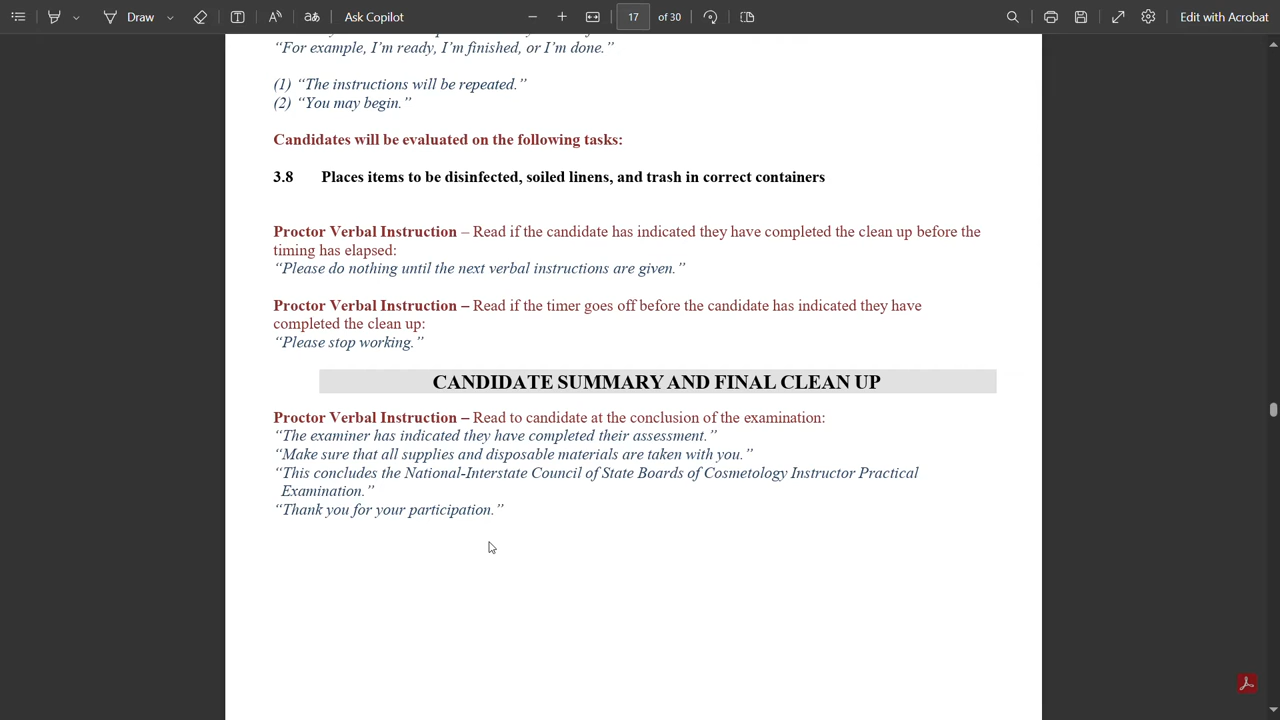 Draw
Ask Copilot
17 of 30
Edit with Acrobat
“For example, I’m ready, I’m finished, or I’m done.”
(1) “The instructions will be repeated.”
(2) “You may begin.”
Candidates will be evaluated on the following tasks:
3.8 Places items to be disinfected, soiled linens, and trash in correct containers
Proctor Verbal Instruction – Read if the candidate has indicated they have completed the clean up before the
timing has elapsed:
“Please do nothing until the next verbal instructions are given.”
Proctor Verbal Instruction – Read if the timer goes off before the candidate has indicated they have
completed the clean up:
“Please stop working.”
CANDIDATE SUMMARY AND FINAL CLEAN UP
Proctor Verbal Instruction – Read to candidate at the conclusion of the examination:
“The examiner has indicated they have completed their assessment.”
“Make sure that all supplies and disposable materials are taken with you.”
“This concludes the National-Interstate Council of State Boards of Cosmetology Instructor Practical
Examination.”
“Thank you for your participation.”